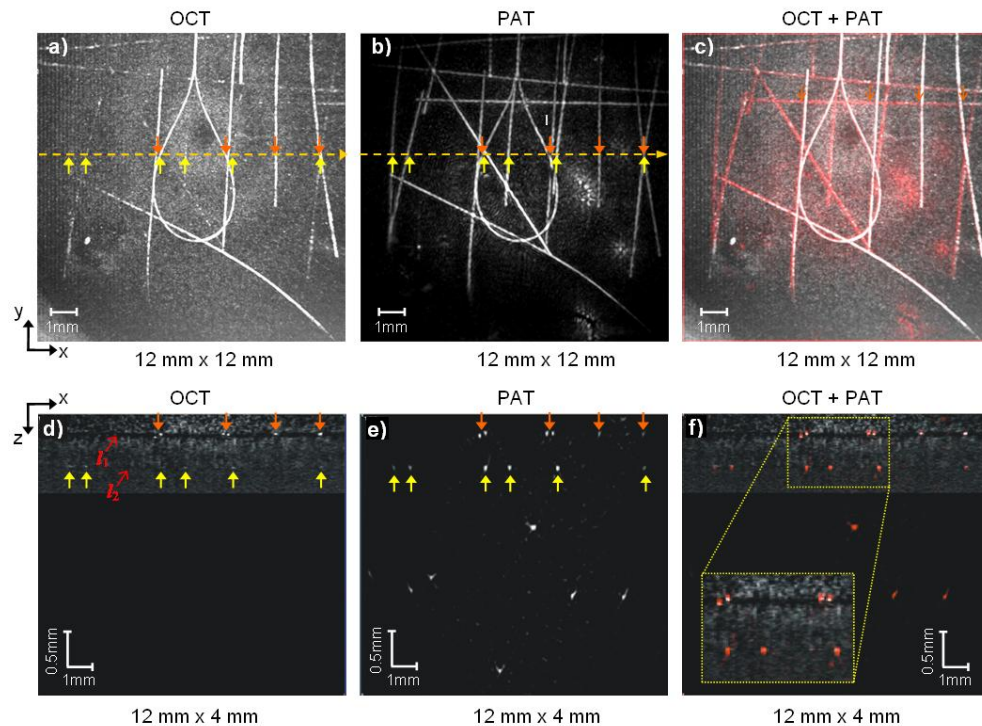 OCT
PAT
OCT + PAT
a)
b)
c)
l
1mm
1mm
1mm
y
x
12 mm x 12 mm
12 mm x 12 mm
12 mm x 12 mm
x
z
OCT
PAT
OCT + PAT
d)
e)
f)
l₁
l₂
0.5mm
1mm
0.5mm
1mm
0.5mm
1mm
12 mm x 4 mm
12 mm x 4 mm
12 mm x 4 mm